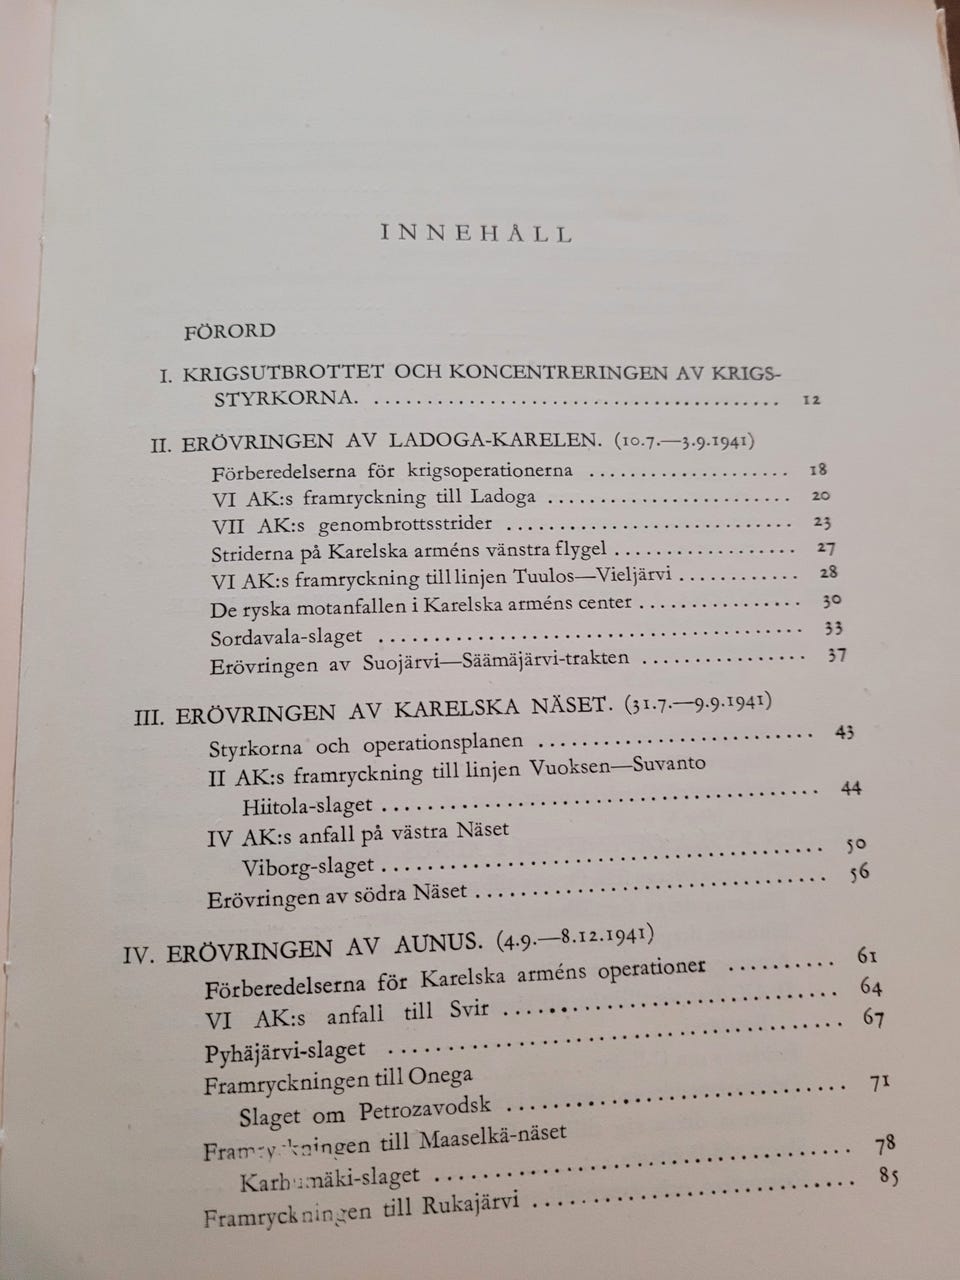 INNEHÅLL
FÖRORD
I. KRIGSUTBROTTET OCH KONCENTRERINGEN AV KRIGS-
STYRKORNA. ........................................ 12
II. ERÖVRINGEN AV LADOGA-KARELEN. (10.7.—3.9.1941)
Förberedelserna för krigsoperationerna ................... 18
VI AK:s framryckning till Ladoga ....................... 20
VII AK:s genombrottsstrider ........................... 23
Striderna på Karelska arméns vänstra flygel ................. 27
VI AK:s framryckning till linjen Tuulos—Vieljärvi ............ 28
De ryska motanfallen i Karelska arméns center ................ 30
Sordavala-slaget ........................................ 33
Erövringen av Suojärvi—Säämäjärvi-trakten ................ 37
III. ERÖVRINGEN AV KARELSKA NÄSET. (31.7.—9.9.1941)
Styrkorna och operationsplanen .......................... 43
II AK:s framryckning till linjen Vuoksen—Suvanto
Hiitola-slaget ......................................... 44
IV AK:s anfall på västra Näset
Viborg-slaget ......................................... 50
Erövringen av södra Näset ................................ 56
IV. ERÖVRINGEN AV AUNUS. (4.9.—8.12.1941)
Förberedelserna för Karelska arméns operationer .......... 61
VI AK:s anfall till Svir ............................... 64
Pyhäjärvi-slaget ........................................... 67
Framryckningen till Onega
Slaget om Petrozavodsk ................................ 71
Framryckningen till Maaselkä-näset
Karhumäki-slaget ....................................... 78
Framryckningen till Rukajärvi .............................. 85